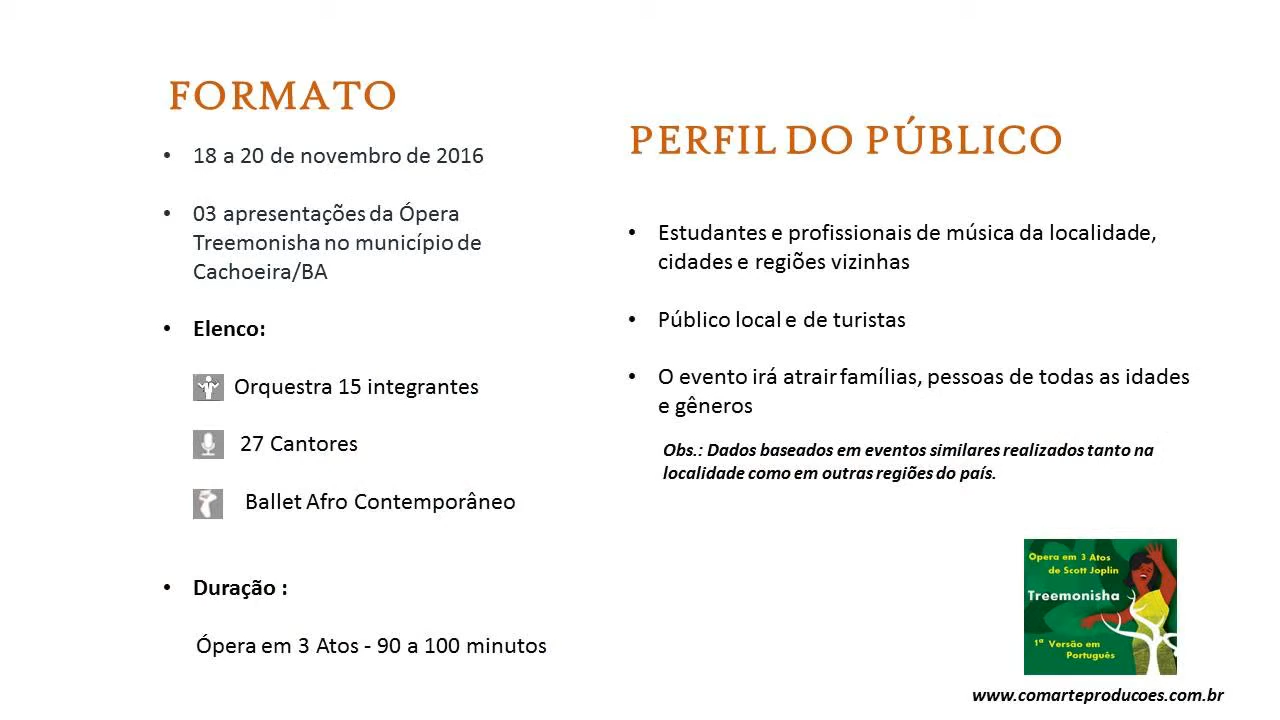 FORMATO
• 18 a 20 de novembro de 2016
• 03 apresentações da Ópera
Treemonisha no município de
Cachoeira/BA
• Elenco:
Orquestra 15 integrantes
27 Cantores
Ballet Afro Contemporâneo
• Duração :
Ópera em 3 Atos - 90 a 100 minutos
PERFIL DO PÚBLICO
• Estudantes e profissionais de música da localidade,
cidades e regiões vizinhas
• Público local e de turistas
• O evento irá atrair famílias, pessoas de todas as idades
e gêneros
Obs.: Dados baseados em eventos similares realizados tanto na
localidade como em outras regiões do país.
Opera em 3 Atos
de Scott Joplin
Treemonisha
1ª Versão em
Português
www.comarteproducoes.com.br